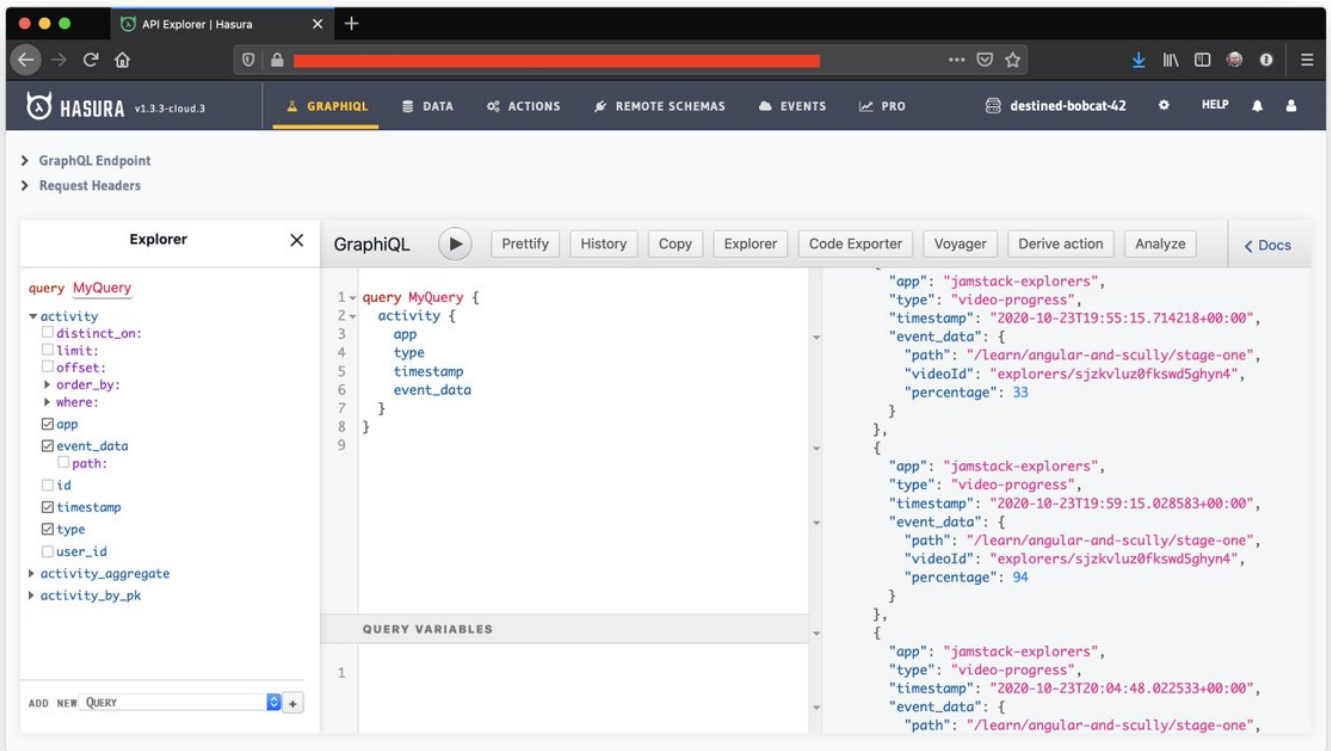 API Explorer | Hasura
HASURA v1.3.3-cloud.3
GRAPHIQL
DATA
ACTIONS
REMOTE SCHEMAS
EVENTS
PRO
destined-bobcat-42
HELP
GraphQL Endpoint
Request Headers
Explorer
query MyQuery
activity
distinct_on:
limit:
offset:
order_by:
where:
app
event_data
path:
id
timestamp
type
user_id
activity_aggregate
activity_by_pk
ADD NEW QUERY +
GraphiQL
Prettify
History
Copy
Explorer
Code Exporter
Voyager
Derive action
Analyze
< Docs
1 query MyQuery {
2 activity {
3 app
4 type
5 timestamp
6 event_data
7 }
8 }
9
QUERY VARIABLES
1
"app": "jamstack-explorers",
"type": "video-progress",
"timestamp": "2020-10-23T19:55:15.714218+00:00",
"event_data": {
"path": "/learn/angular-and-scully/stage-one",
"videoId": "explorers/sjzkvluz0fkswd5ghyn4",
"percentage": 33
}
},
{
"app": "jamstack-explorers",
"type": "video-progress",
"timestamp": "2020-10-23T19:59:15.028583+00:00",
"event_data": {
"path": "/learn/angular-and-scully/stage-one",
"videoId": "explorers/sjzkvluz0fkswd5ghyn4",
"percentage": 94
}
},
{
"app": "jamstack-explorers",
"type": "video-progress",
"timestamp": "2020-10-23T20:04:48.022533+00:00",
"event_data": {
"path": "/learn/angular-and-scully/stage-one",